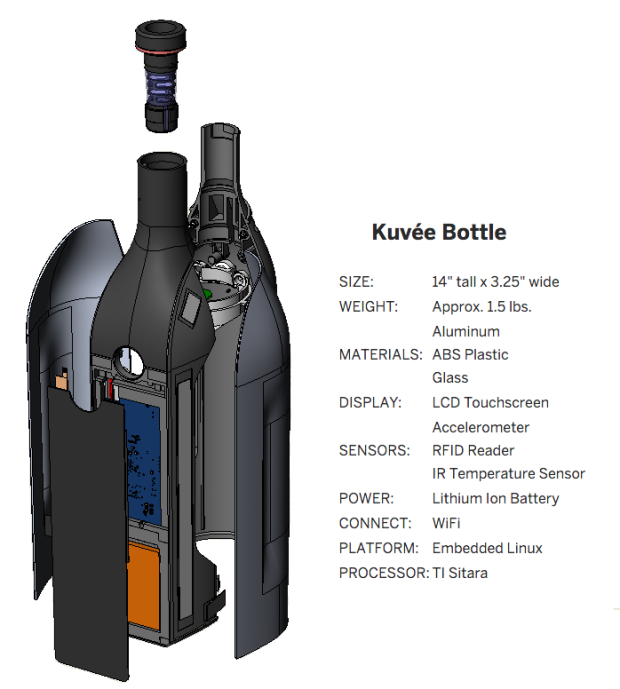 Kuvée Bottle
SIZE: 14" tall x 3.25" wide
WEIGHT: Approx. 1.5 lbs.
Aluminum
MATERIALS: ABS Plastic
Glass
DISPLAY: LCD Touchscreen
Accelerometer
SENSORS: RFID Reader
IR Temperature Sensor
POWER: Lithium Ion Battery
CONNECT: WiFi
PLATFORM: Embedded Linux
PROCESSOR: TI Sitara